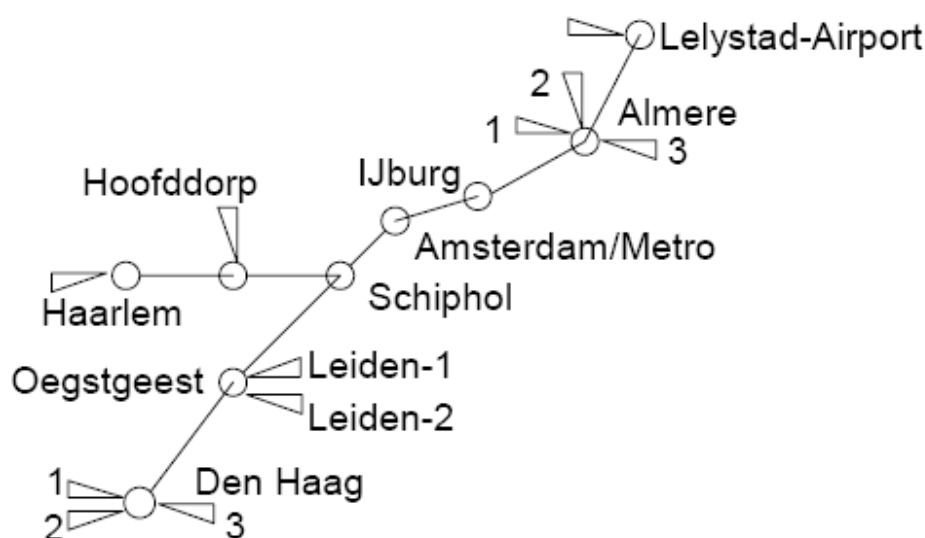 Lelystad-Airport
2
Almere
1
3
IJburg
Hoofddorp
Amsterdam/Metro
Schiphol
Haarlem
Leiden-1
Oegstgeest
Leiden-2
1
Den Haag
2
3